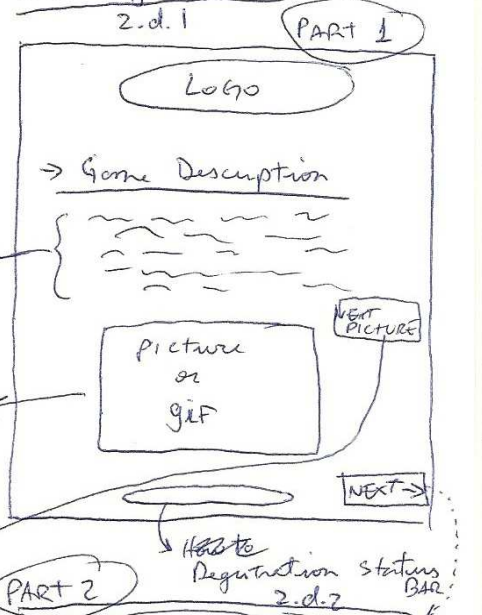 2.d.1
PART 1
LOGO
→ Game Description
NEXT
PICTURE
picture
or
gif
NEXT →
Registration Status
BAR
PART 2
2.d.2